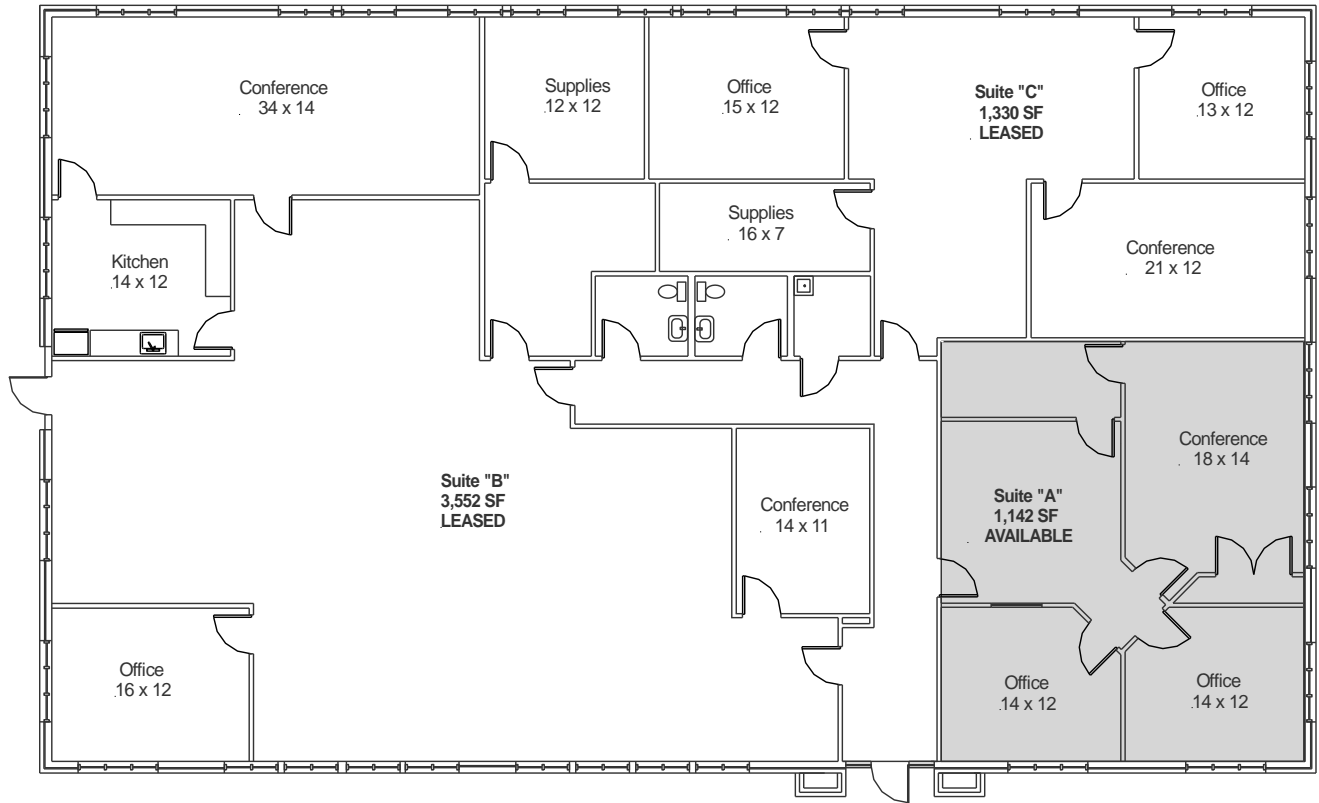 Conference
34 x 14
Supplies
12 x 12
Office
15 x 12
Suite "C"
1,330 SF
LEASED
Office
13 x 12
Supplies
16 x 7
Conference
21 x 12
Kitchen
14 x 12
Conference
18 x 14
Suite "B"
3,552 SF
LEASED
Conference
14 x 11
Suite "A"
1,142 SF
AVAILABLE
Office
16 x 12
Office
14 x 12
Office
14 x 12